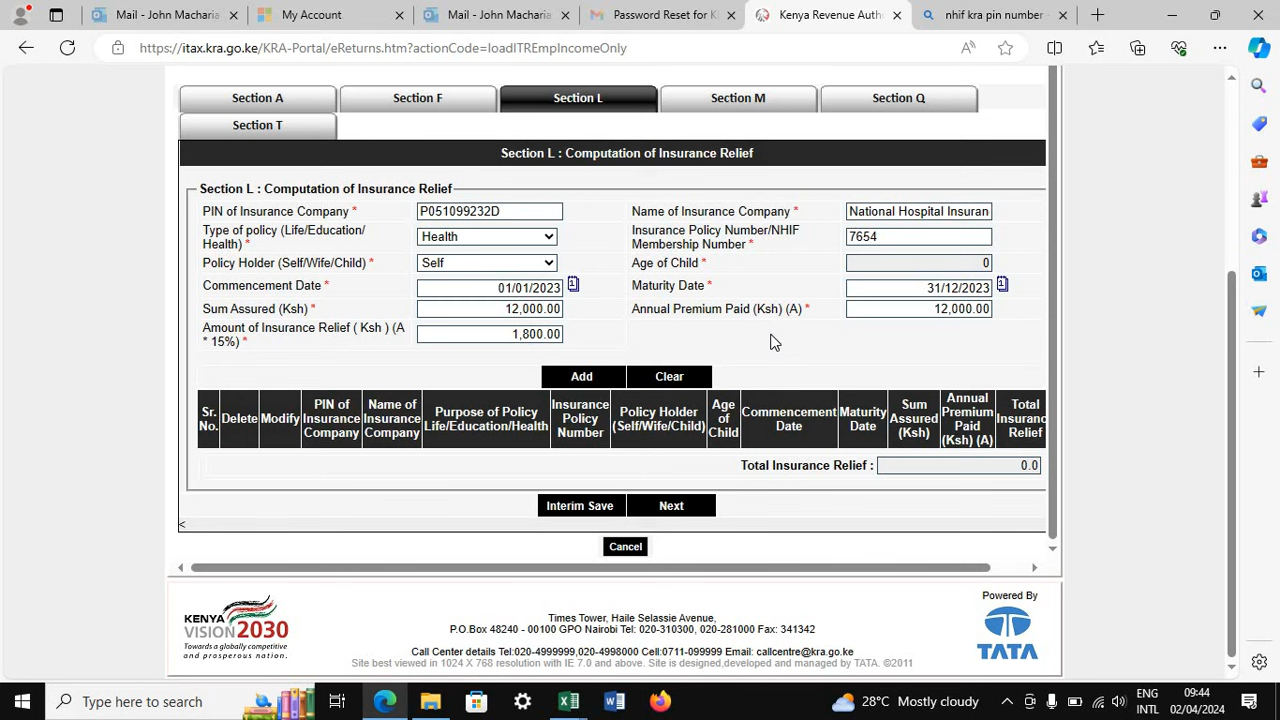 Mail - John Macharia
My Account
Mail - John Macharia
Password Reset for K
Kenya Revenue Auth
nhif kra pin number -
https://itax.kra.go.ke/KRA-Portal/eReturns.htm?actionCode=loadITREmpIncomeOnly
Section A
Section F
Section L
Section M
Section Q
Section T
Section L : Computation of Insurance Relief
Section L : Computation of Insurance Relief
PIN of Insurance Company * P051099232D Name of Insurance Company * National Hospital Insuran
Type of policy (Life/Education/
Health) * Health Insurance Policy Number/NHIF
Membership Number * 7654
Policy Holder (Self/Wife/Child) * Self Age of Child * 0
Commencement Date * 01/01/2023 Maturity Date * 31/12/2023
Sum Assured (Ksh) * 12,000.00 Annual Premium Paid (Ksh) (A) * 12,000.00
Amount of Insurance Relief ( Ksh ) (A
* 15%) * 1,800.00
Add Clear
Sr. No. Delete Modify PIN of Insurance Company Name of Insurance Company Purpose of Policy Life/Education/Health Insurance Policy Number Policy Holder (Self/Wife/Child) Age of Child Commencement Date Maturity Date Sum Assured (Ksh) Annual Premium Paid (Ksh) (A) Total Insuranc Relief
Total Insurance Relief : 0.0
Interim Save Next
<
Cancel
KENYA
VISION 2030
Towards a globally competitive
and prosperous nation.
Times Tower, Haile Selassie Avenue,
P.O.Box 48240 - 00100 GPO Nairobi Tel: 020-310300, 020-281000 Fax: 341342
Call Center details Tel:020-4999999,020-4998000 Cell:0711-099999 Email: callcentre@kra.go.ke
Site best viewed in 1024 X 768 resolution with IE 7.0 and above. Site is designed,developed and managed by TATA. ©2011
Powered By
TATA
Type here to search
28°C Mostly cloudy
ENG
INTL
09:44
02/04/2024